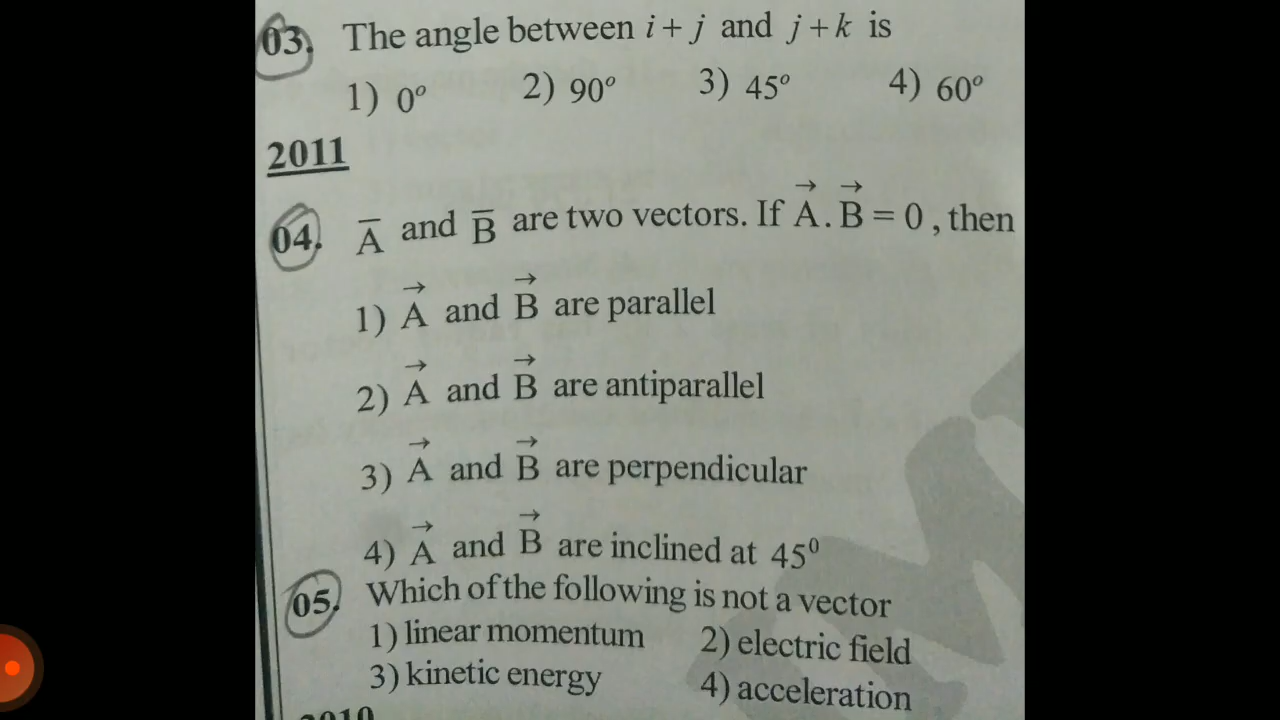 03. The angle between i + j and j + k is
1) 0° 2) 90° 3) 45° 4) 60°
2011
04. A̅ and B̅ are two vectors. If A⃗ . B⃗ = 0 , then
1) A⃗ and B⃗ are parallel
2) A⃗ and B⃗ are antiparallel
3) A⃗ and B⃗ are perpendicular
4) A⃗ and B⃗ are inclined at 45⁰
05. Which of the following is not a vector
1) linear momentum 2) electric field
3) kinetic energy 4) acceleration
2010